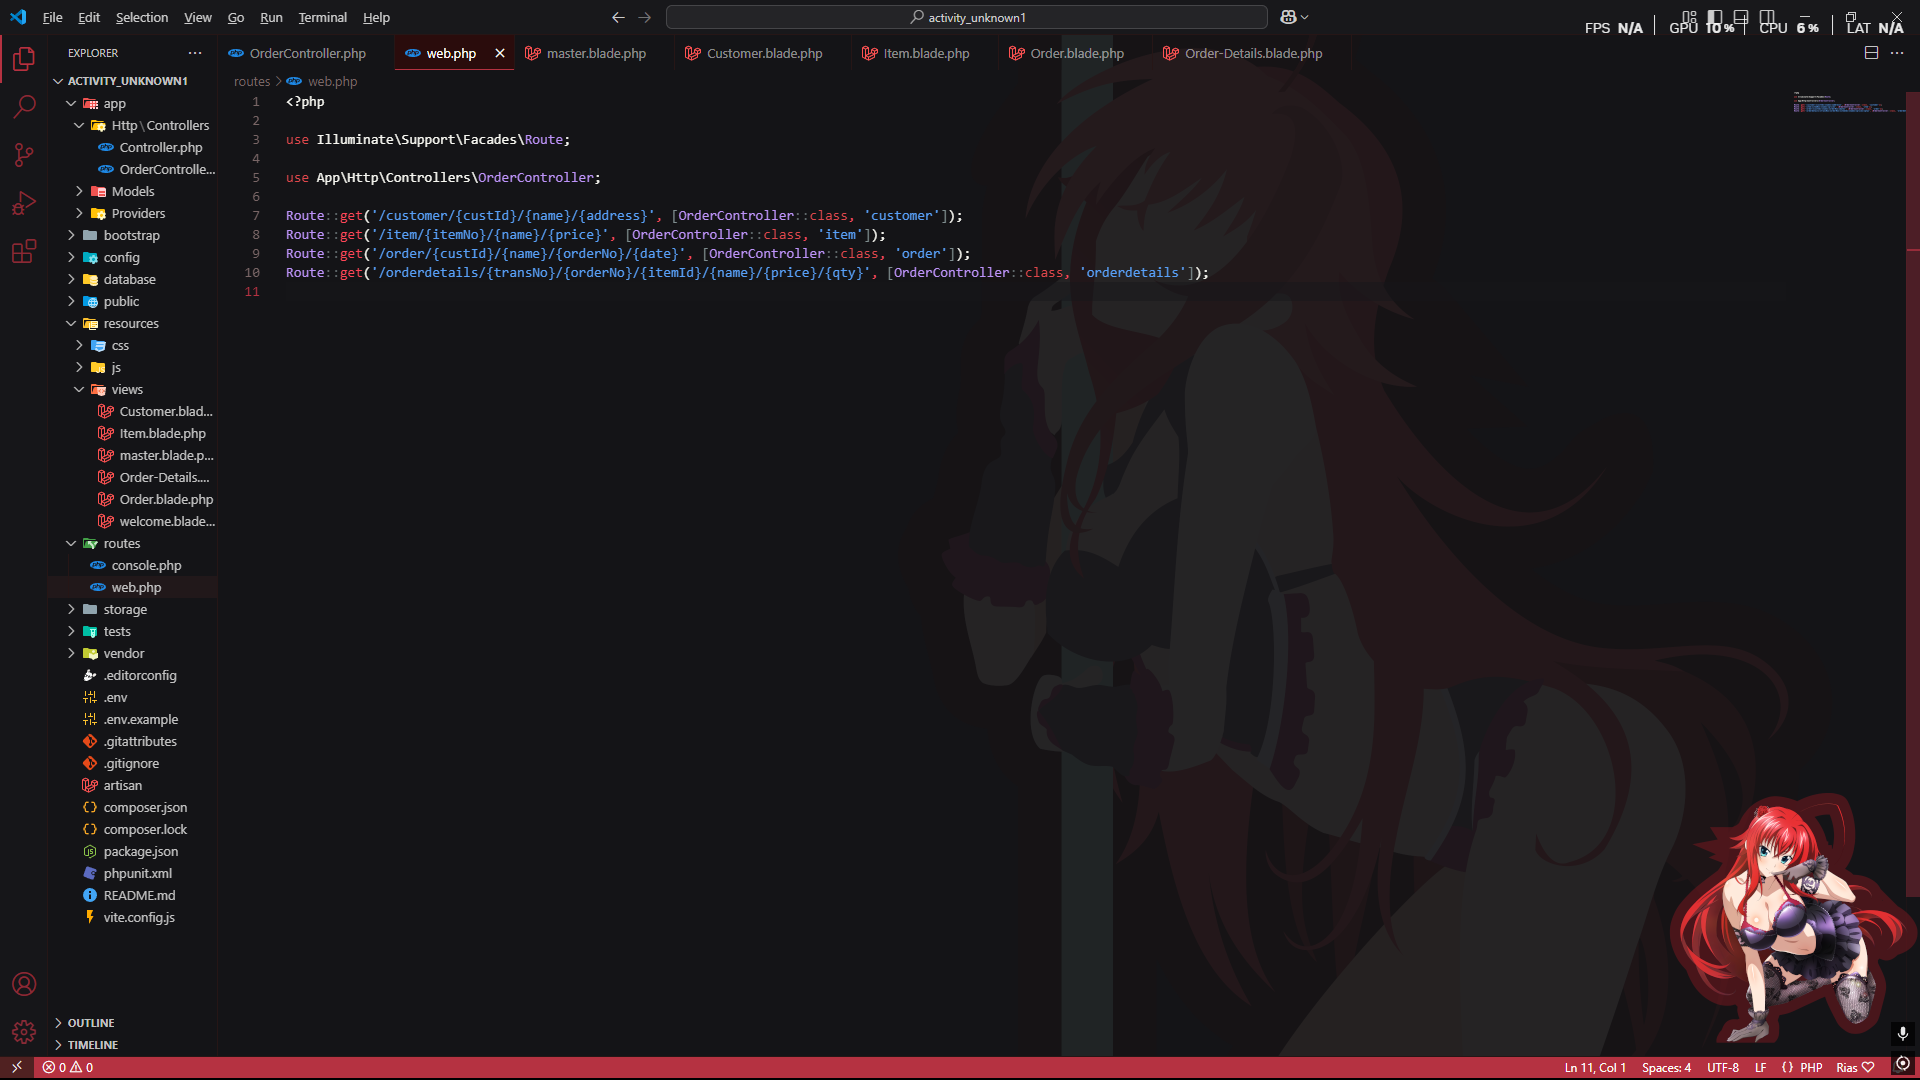 File Edit Selection View Go Run Terminal Help
activity_unknown1
FPS N/A GPU 10 % CPU 6 % LAT N/A
EXPLORER
ACTIVITY_UNKNOWN1
app
Http\Controllers
Controller.php
OrderControlle...
Models
Providers
bootstrap
config
database
public
resources
css
js
views
Customer.blad...
Item.blade.php
master.blade.p...
Order-Details....
Order.blade.php
welcome.blade...
routes
console.php
web.php
storage
tests
vendor
.editorconfig
.env
.env.example
.gitattributes
.gitignore
artisan
composer.json
composer.lock
package.json
phpunit.xml
README.md
vite.config.js
OUTLINE
TIMELINE
OrderController.php web.php master.blade.php Customer.blade.php Item.blade.php Order.blade.php Order-Details.blade.php
routes > web.php
1 <?php
2
3 use Illuminate\Support\Facades\Route;
4
5 use App\Http\Controllers\OrderController;
6
7 Route::get('/customer/{custId}/{name}/{address}', [OrderController::class, 'customer']);
8 Route::get('/item/{itemNo}/{name}/{price}', [OrderController::class, 'item']);
9 Route::get('/order/{custId}/{name}/{orderNo}/{date}', [OrderController::class, 'order']);
10 Route::get('/orderdetails/{transNo}/{orderNo}/{itemId}/{name}/{price}/{qty}', [OrderController::class, 'orderdetails']);
11
0 0
Ln 11, Col 1 Spaces: 4 UTF-8 LF {} PHP Rias ♡